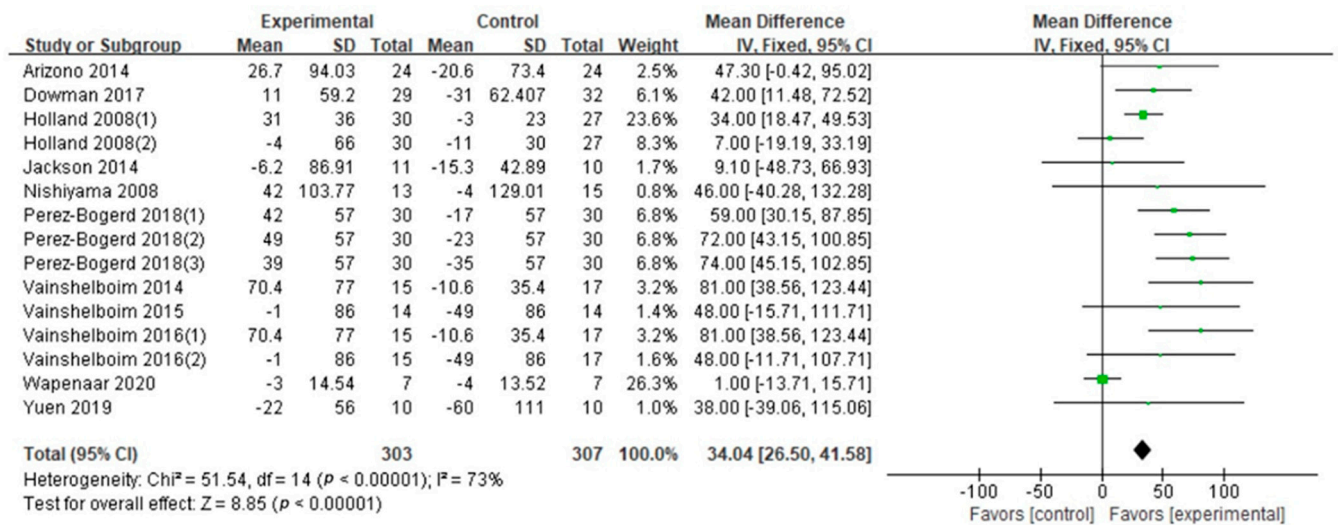 Experimental Control Mean Difference Mean Difference
Study or Subgroup Mean SD Total Mean SD Total Weight IV, Fixed, 95% CI IV, Fixed, 95% CI
Arizono 2014 26.7 94.03 24 -20.6 73.4 24 2.5% 47.30 [-0.42, 95.02]
Dowman 2017 11 59.2 29 -31 62.407 32 6.1% 42.00 [11.48, 72.52]
Holland 2008(1) 31 36 30 -3 23 27 23.6% 34.00 [18.47, 49.53]
Holland 2008(2) -4 66 30 -11 30 27 8.3% 7.00 [-19.19, 33.19]
Jackson 2014 -6.2 86.91 11 -15.3 42.89 10 1.7% 9.10 [-48.73, 66.93]
Nishiyama 2008 42 103.77 13 -4 129.01 15 0.8% 46.00 [-40.28, 132.28]
Perez-Bogerd 2018(1) 42 57 30 -17 57 30 6.8% 59.00 [30.15, 87.85]
Perez-Bogerd 2018(2) 49 57 30 -23 57 30 6.8% 72.00 [43.15, 100.85]
Perez-Bogerd 2018(3) 39 57 30 -35 57 30 6.8% 74.00 [45.15, 102.85]
Vainshelboim 2014 70.4 77 15 -10.6 35.4 17 3.2% 81.00 [38.56, 123.44]
Vainshelboim 2015 -1 86 14 -49 86 14 1.4% 48.00 [-15.71, 111.71]
Vainshelboim 2016(1) 70.4 77 15 -10.6 35.4 17 3.2% 81.00 [38.56, 123.44]
Vainshelboim 2016(2) -1 86 15 -49 86 17 1.6% 48.00 [-11.71, 107.71]
Wapenaar 2020 -3 14.54 7 -4 13.52 7 26.3% 1.00 [-13.71, 15.71]
Yuen 2019 -22 56 10 -60 111 10 1.0% 38.00 [-39.06, 115.06]
Total (95% CI) 303 307 100.0% 34.04 [26.50, 41.58]
Heterogeneity: Chi² = 51.54, df = 14 (p < 0.00001); I² = 73%
Test for overall effect: Z = 8.85 (p < 0.00001)
-100 -50 0 50 100
Favors [control] Favors [experimental]